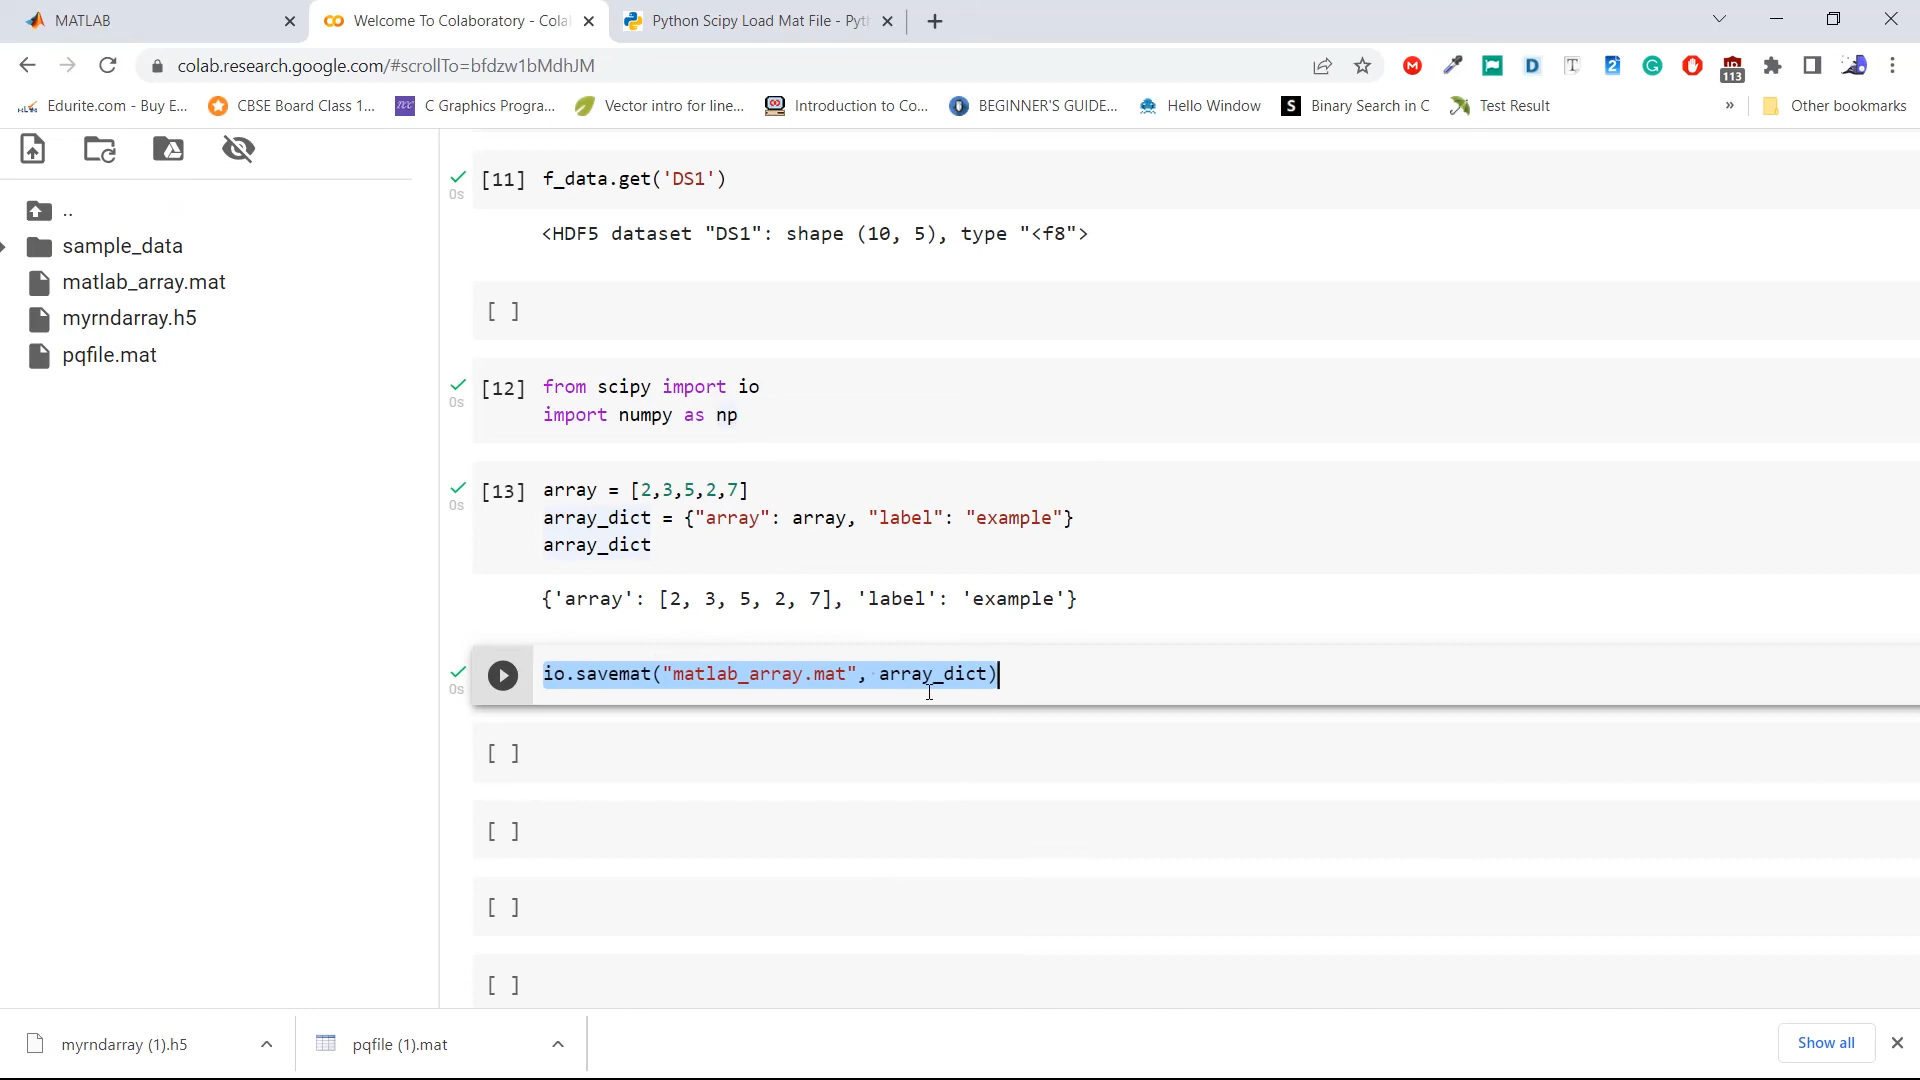 MATLAB
Welcome To Colaboratory - Cola
Python Scipy Load Mat File - Pyt
colab.research.google.com/#scrollTo=bfdzw1bMdhJM
113
Edurite.com - Buy E...
CBSE Board Class 1...
C Graphics Progra...
Vector intro for line...
Introduction to Co...
BEGINNER'S GUIDE...
Hello Window
Binary Search in C
Test Result
»
Other bookmarks
..
sample_data
matlab_array.mat
myrndarray.h5
pqfile.mat
0s
[11] f_data.get('DS1')
<HDF5 dataset "DS1": shape (10, 5), type "<f8">
[ ]
0s
[12] from scipy import io
import numpy as np
0s
[13] array = [2,3,5,2,7]
array_dict = {"array": array, "label": "example"}
array_dict
{'array': [2, 3, 5, 2, 7], 'label': 'example'}
0s
io.savemat("matlab_array.mat", array_dict)
[ ]
[ ]
[ ]
[ ]
myrndarray (1).h5
pqfile (1).mat
Show all